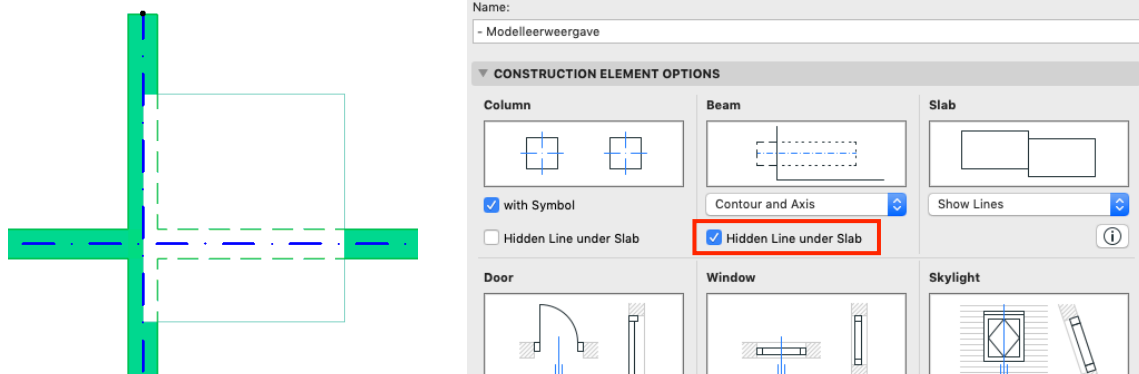 Name:
- Modelleerweergave
CONSTRUCTION ELEMENT OPTIONS
Column
Beam
Slab
with Symbol
Contour and Axis
Show Lines
Hidden Line under Slab
Hidden Line under Slab
Door
Window
Skylight